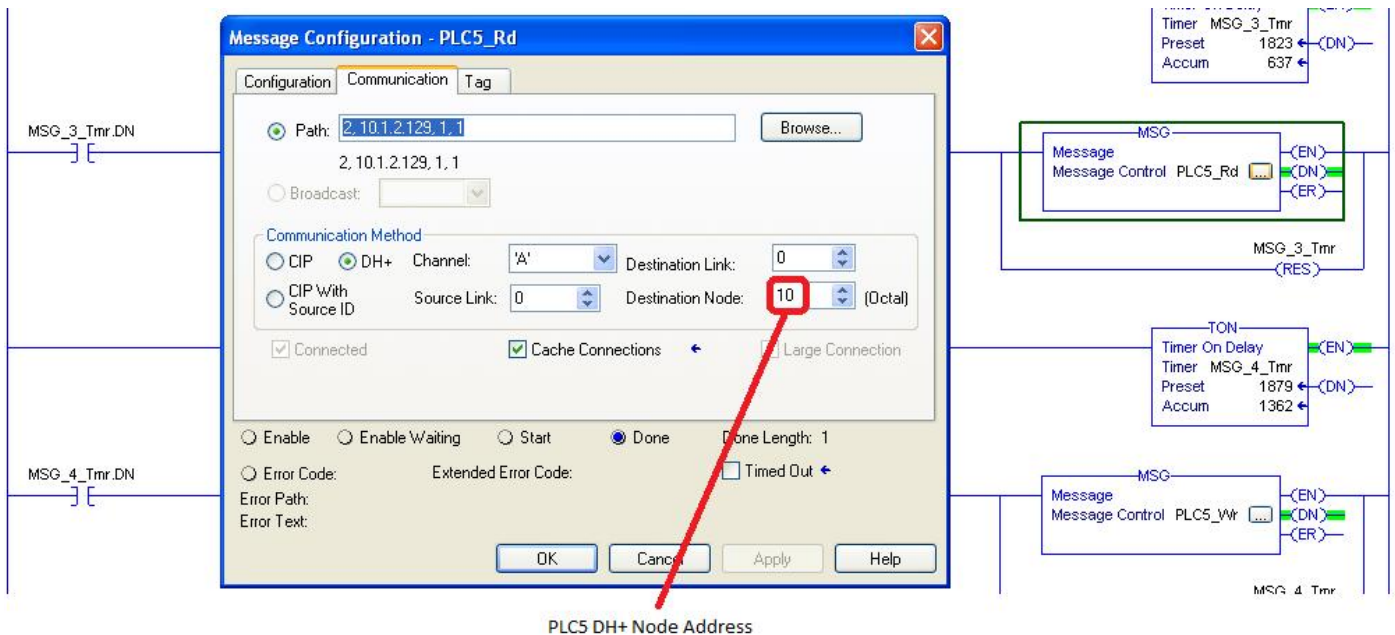 Timer MSG_3_Tmr
Preset 1823 (DN)
Accum 637
Message Configuration - PLC5_Rd
Configuration Communication Tag
MSG_3_Tmr.DN
Path: 2, 10.1.2.129, 1, 1 Browse...
2, 10.1.2.129, 1, 1
Broadcast:
Communication Method
CIP DH+ Channel: 'A' Destination Link: 0
CIP With Source ID Source Link: 0 Destination Node: 10 (Octal)
Connected Cache Connections Large Connection
Enable Enable Waiting Start Done Done Length: 1
Error Code: Extended Error Code: Timed Out
Error Path:
Error Text:
OK Cancel Apply Help
MSG
Message (EN)
Message Control PLC5_Rd ... (DN)
(ER)
MSG_3_Tmr
(RES)
TON
Timer On Delay (EN)
Timer MSG_4_Tmr
Preset 1879 (DN)
Accum 1362
MSG_4_Tmr.DN
MSG
Message (EN)
Message Control PLC5_Wr ... (DN)
(ER)
MSG_4_Tmr
PLC5 DH+ Node Address